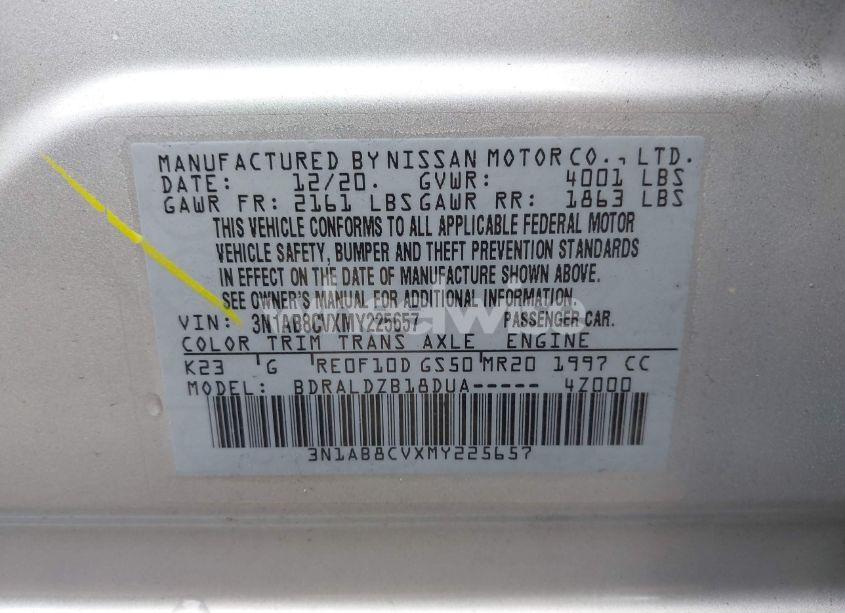 MANUFACTURED BY NISSAN MOTOR CO., LTD.
DATE: 12/20. GVWR: 4001 LBS
GAWR FR: 2161 LBS GAWR RR: 1863 LBS
THIS VEHICLE CONFORMS TO ALL APPLICABLE FEDERAL MOTOR
VEHICLE SAFETY, BUMPER AND THEFT PREVENTION STANDARDS
IN EFFECT ON THE DATE OF MANUFACTURE SHOWN ABOVE.
SEE OWNER'S MANUAL FOR ADDITIONAL INFORMATION.
VIN: 3N1AB8CVXMY225657 PASSENGER CAR.
COLOR TRIM TRANS AXLE ENGINE
K23 G RE0F10D GS50 MR20 1997 CC
MODEL: BDRALDZB18DUA----- 4Z000
3N1AB8CVXMY225657